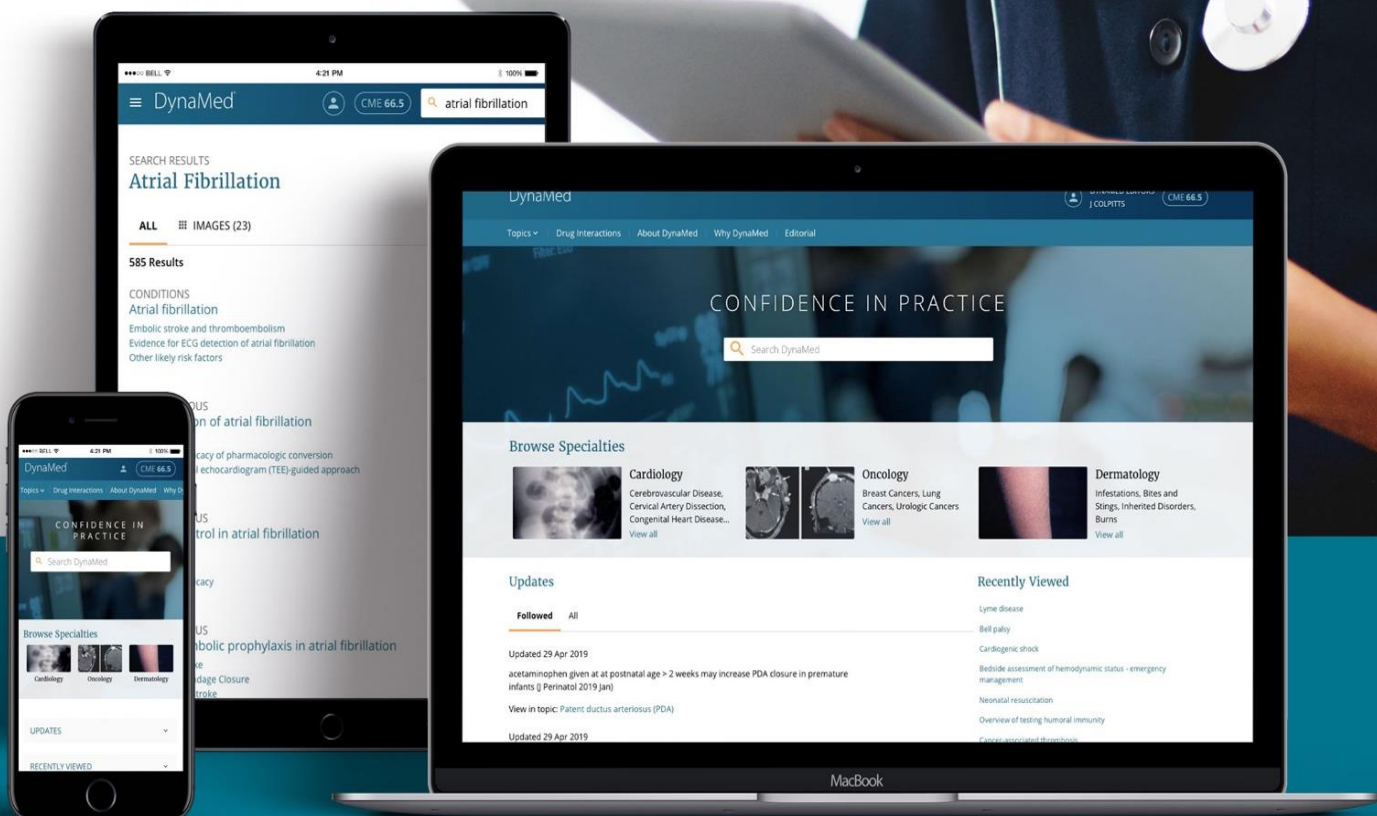 BELL
4:21 PM
100%
DynaMed
CME 66.5
atrial fibrillation
SEARCH RESULTS
Atrial Fibrillation
ALL
IMAGES (23)
585 Results
CONDITIONS
Atrial fibrillation
Embolic stroke and thromboembolism
Evidence for ECG detection of atrial fibrillation
Other likely risk factors
of atrial fibrillation
of pharmacologic conversion
echocardiogram (TEE)-guided approach
in atrial fibrillation
prophylaxis in atrial fibrillation
Closure
BELL
4:21 PM
100%
DynaMed
CME 66.5
Topics
Drug Interactions
About DynaMed
Why
CONFIDENCE IN
PRACTICE
Search DynaMed
Browse Specialties
Cardiology
Oncology
Dermatology
UPDATES
RECENTLY VIEWED
DynaMed
J COLPITTS
CME 66.5
Topics
Drug Interactions
About DynaMed
Why DynaMed
Editorial
CONFIDENCE IN PRACTICE
Search DynaMed
Browse Specialties
Cardiology
Cerebrovascular Disease,
Cervical Artery Dissection,
Congenital Heart Disease...
View all
Oncology
Breast Cancers, Lung
Cancers, Urologic Cancers
View all
Dermatology
Infestations, Bites and
Stings, Inherited Disorders,
Burns
View all
Updates
Followed
All
Updated 29 Apr 2019
acetaminophen given at at postnatal age > 2 weeks may increase PDA closure in premature
infants (J Perinatol 2019 Jan)
View in topic: Patent ductus arteriosus (PDA)
Updated 29 Apr 2019
Recently Viewed
Lyme disease
Bell palsy
Cardiogenic shock
Bedside assessment of hemodynamic status - emergency
management
Neonatal resuscitation
Overview of testing humoral immunity
Cancer-associated thrombosis
MacBook